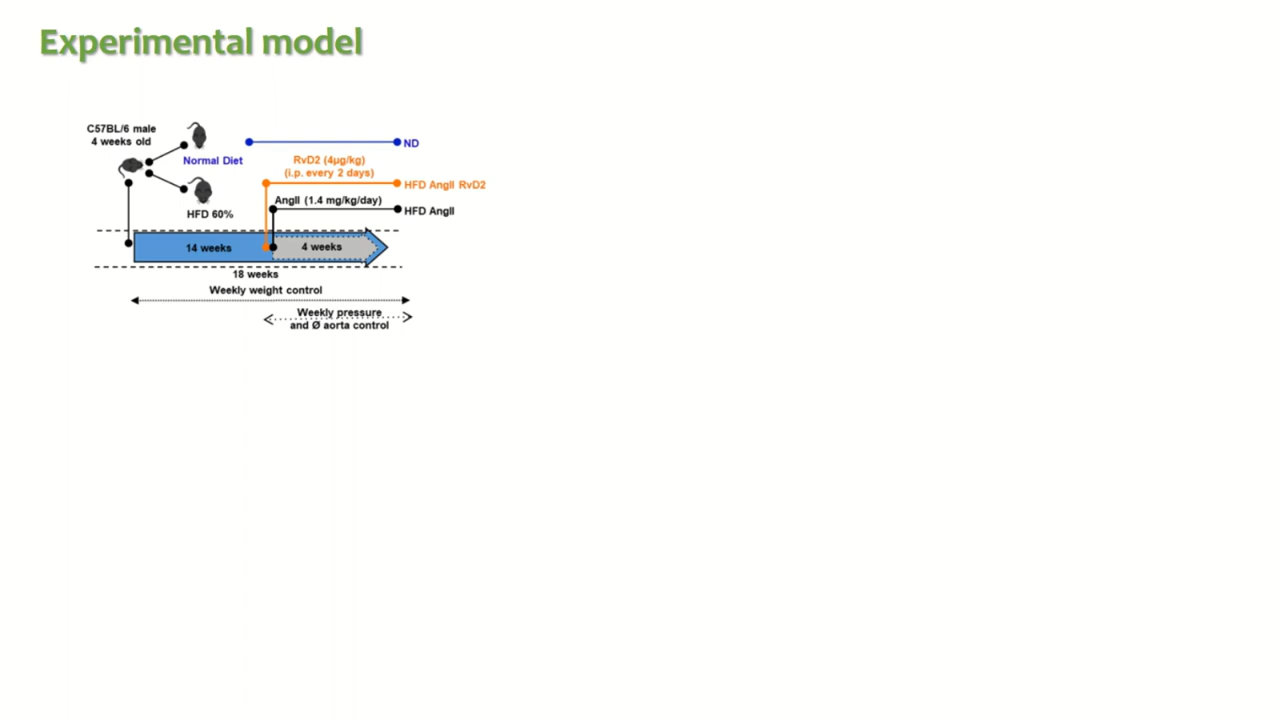 Experimental model
C57BL/6 male
4 weeks old
Normal Diet
HFD 60%
ND
RvD2 (4µg/kg)
(i.p. every 2 days)
HFD AngII RvD2
AngII (1.4 mg/kg/day)
HFD AngII
14 weeks
4 weeks
18 weeks
Weekly weight control
Weekly pressure
and Ø aorta control